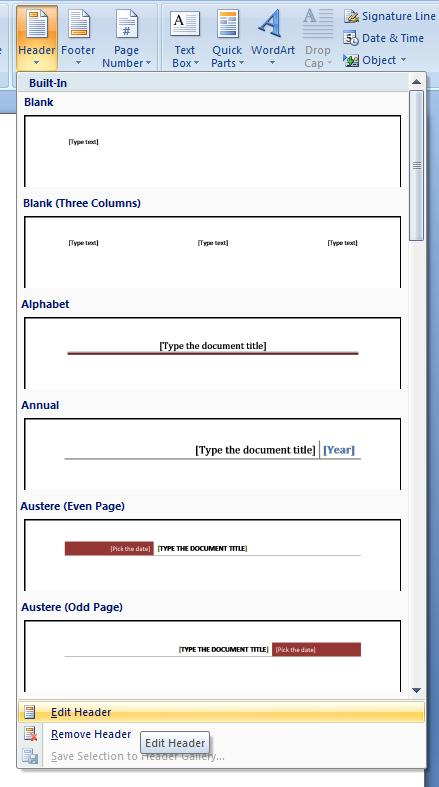 Header Footer Page Number Text Box Quick Parts WordArt Drop Cap Signature Line
Date & Time
Object
Built-In
Blank
[Type text]
Blank (Three Columns)
[Type text] [Type text] [Type text]
Alphabet
[Type the document title]
Annual
[Type the document title] [Year]
Austere (Even Page)
[Pick the date] [TYPE THE DOCUMENT TITLE]
Austere (Odd Page)
[TYPE THE DOCUMENT TITLE] [Pick the date]
Edit Header
Remove Header
Edit Header
Save Selection to Header Gallery...